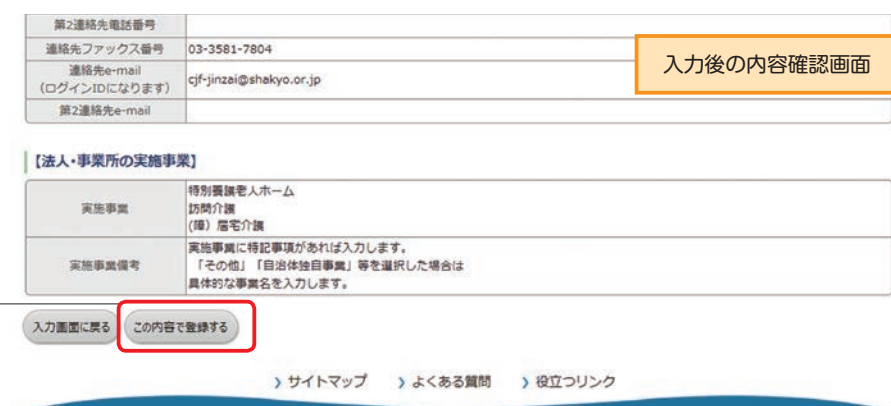 第2連絡先電話番号
連絡先ファックス番号 03-3581-7804
入力後の内容確認画面
連絡先e-mail
(ログインIDになります) cjf-jinzai@shakyo.or.jp
第2連絡先e-mail
【法人・事業所の実施事業】
実施事業
特別養護老人ホーム
訪問介護
(障) 居宅介護
実施事業備考
実施事業に特記事項があれば入力します。
「その他」「自治体独自事業」等を選択した場合は
具体的な事業名を入力します。
入力画面に戻る この内容で登録する
サイトマップ よくある質問 役立つリンク